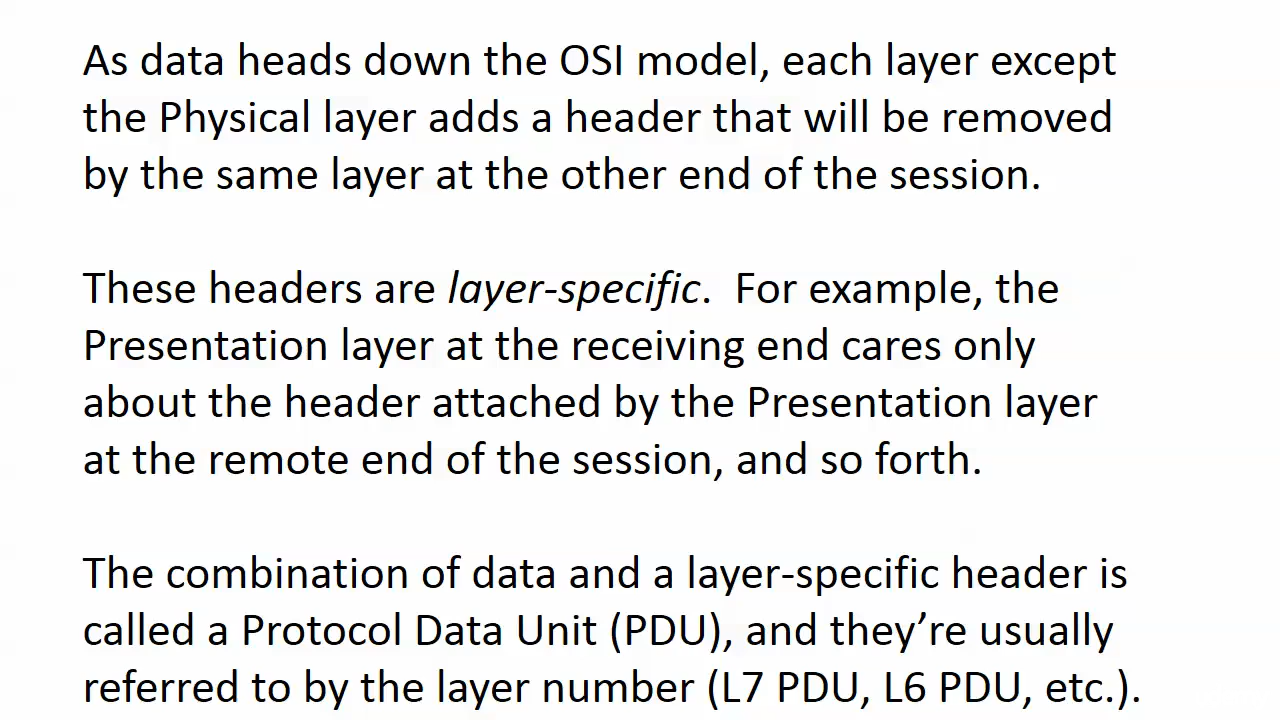 As data heads down the OSI model, each layer except
the Physical layer adds a header that will be removed
by the same layer at the other end of the session.
These headers are layer-specific.  For example, the
Presentation layer at the receiving end cares only
about the header attached by the Presentation layer
at the remote end of the session, and so forth.
The combination of data and a layer-specific header is
called a Protocol Data Unit (PDU), and they’re usually
referred to by the layer number (L7 PDU, L6 PDU, etc.).